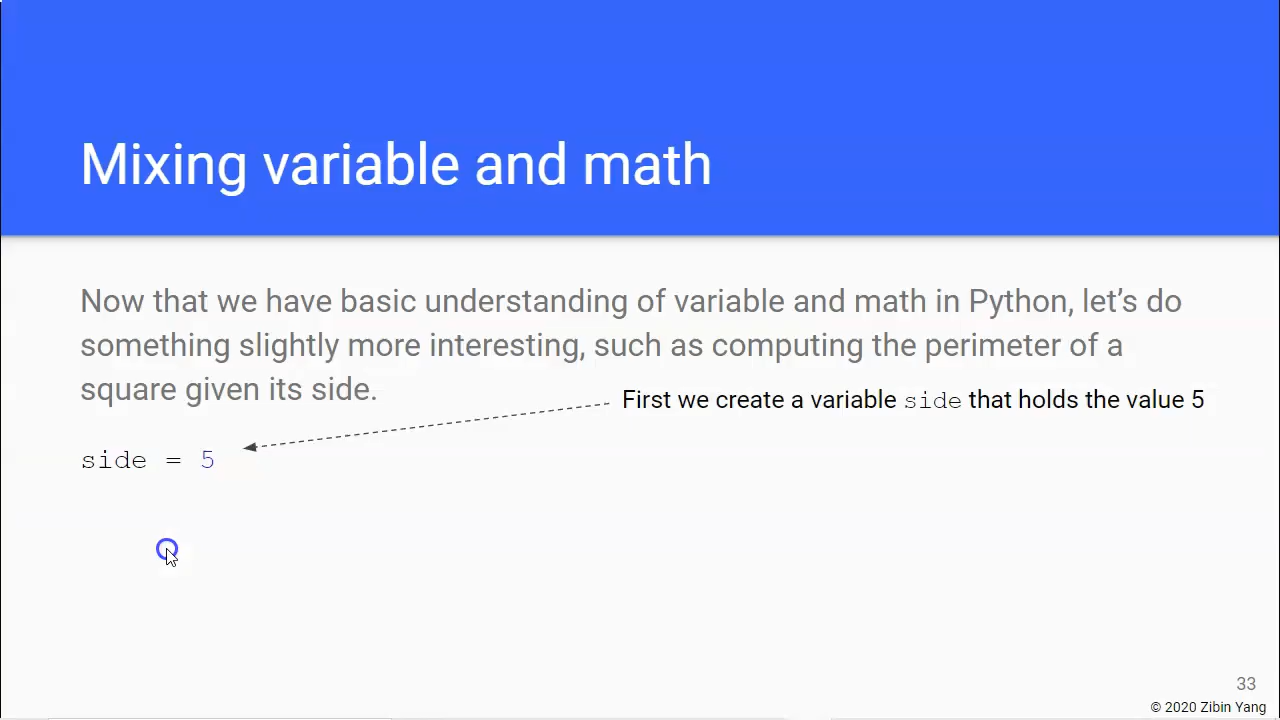 Mixing variable and math
Now that we have basic understanding of variable and math in Python, let’s do
something slightly more interesting, such as computing the perimeter of a
square given its side.
First we create a variable side that holds the value 5
side = 5
33
© 2020 Zibin Yang